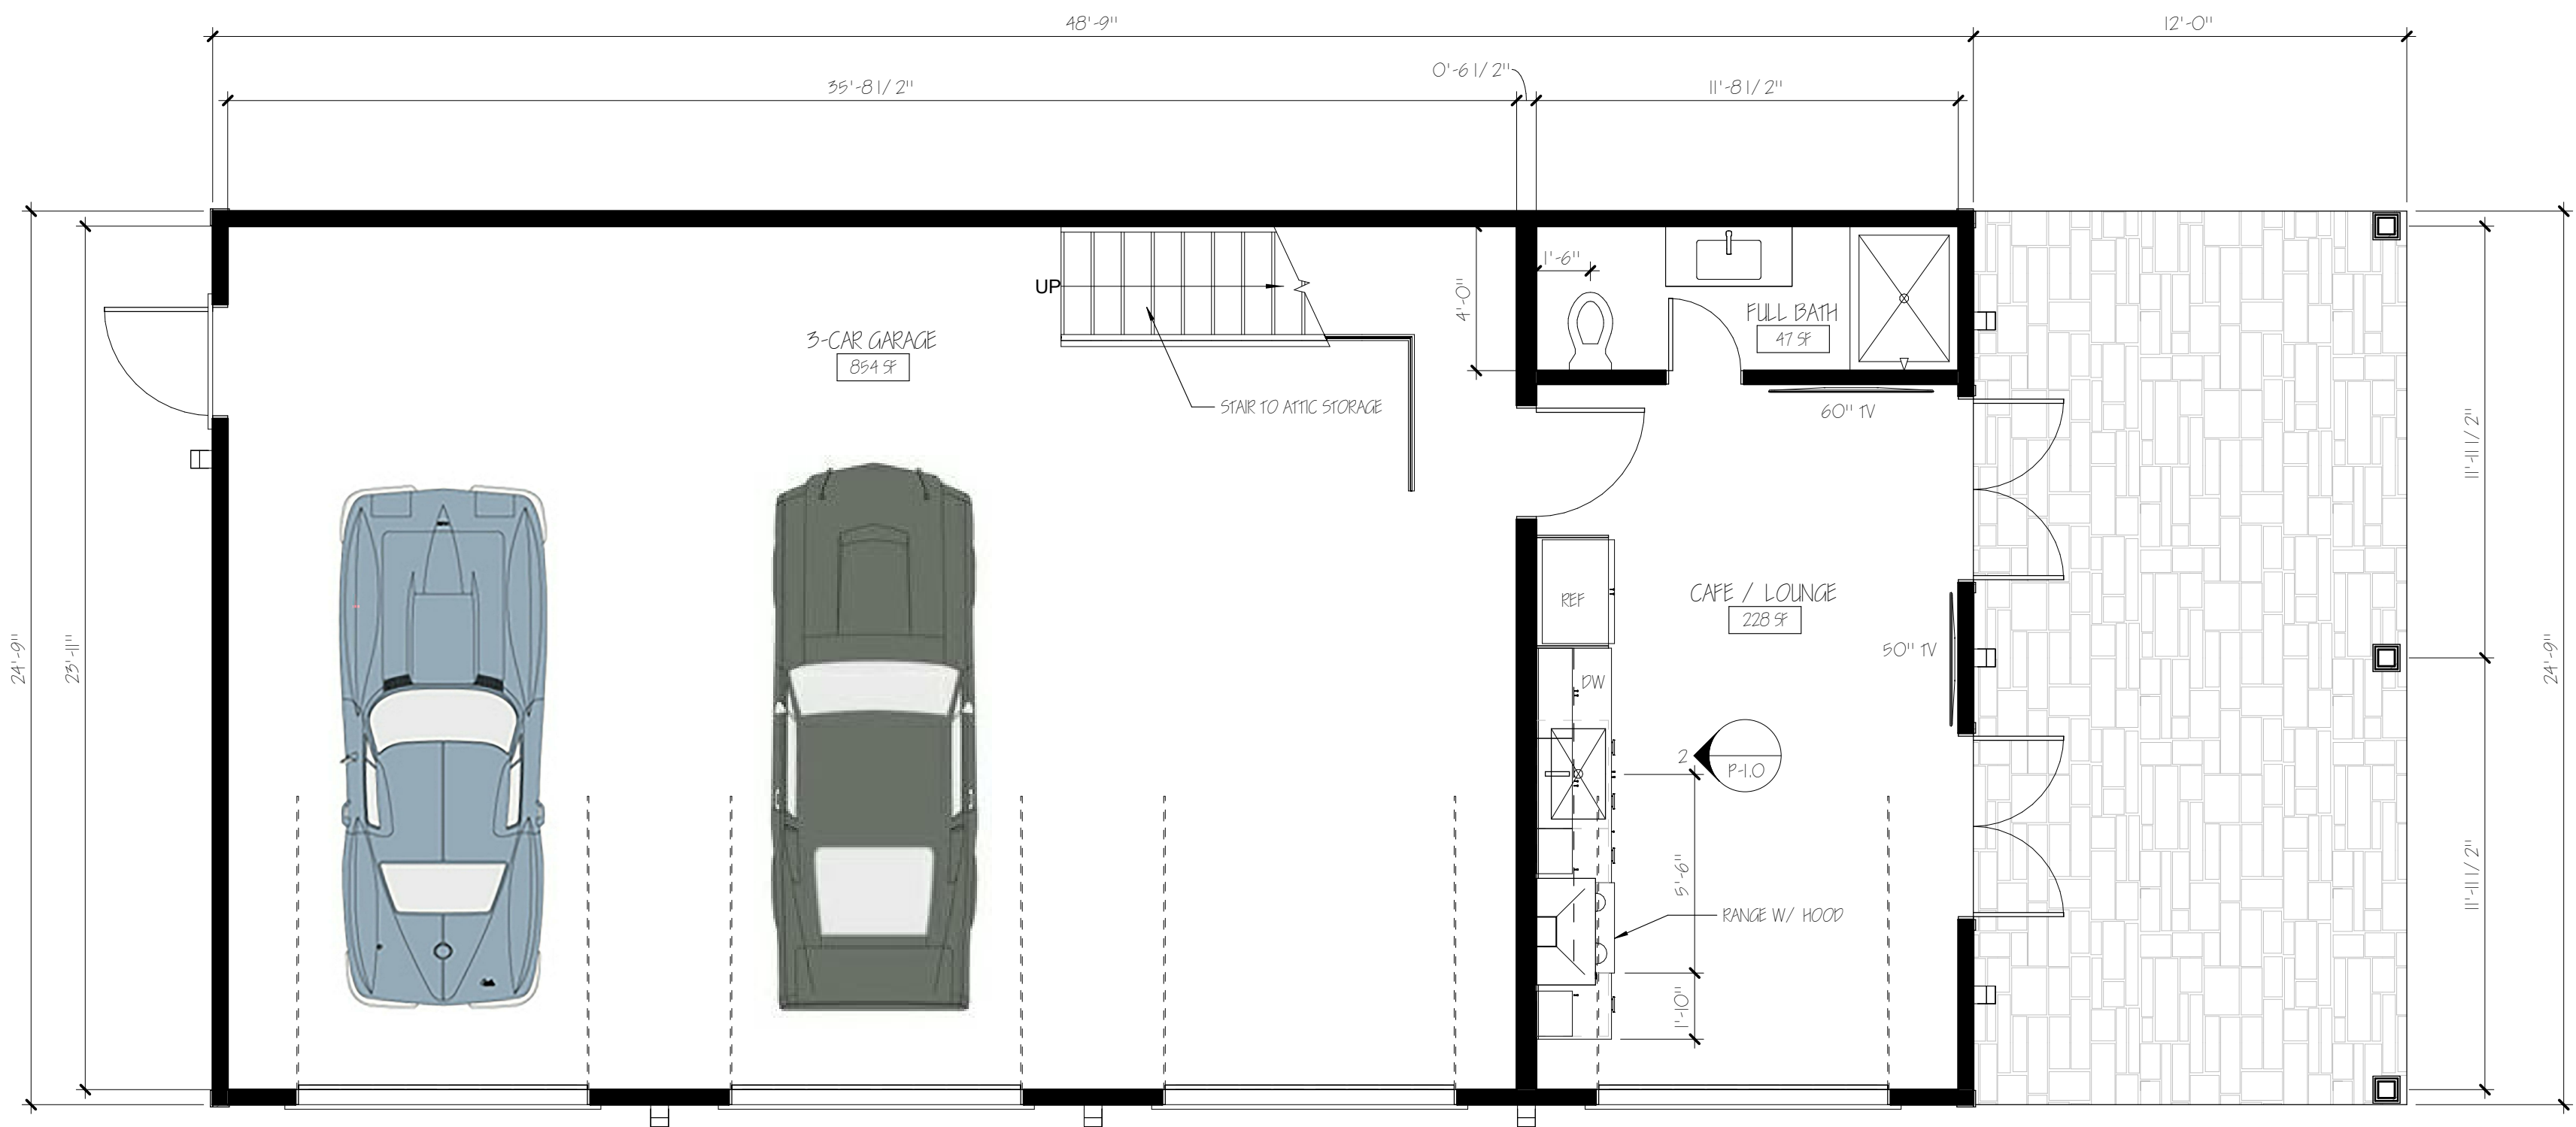 48'-9"
12'-0"
35'-8 1/2"
0'-6 1/2"
11'-8 1/2"
UP
1'-6"
4'-0"
FULL BATH
47 SF
3-CAR GARAGE
854 SF
STAIR TO ATTIC STORAGE
60" TV
11'-11 1/2"
CAFE / LOUNGE
228 SF
REF
50" TV
24'-9"
23'-11"
24'-9"
DW
2
P-1.0
5'-6"
RANGE W/ HOOD
11'-11 1/2"
1'-10"